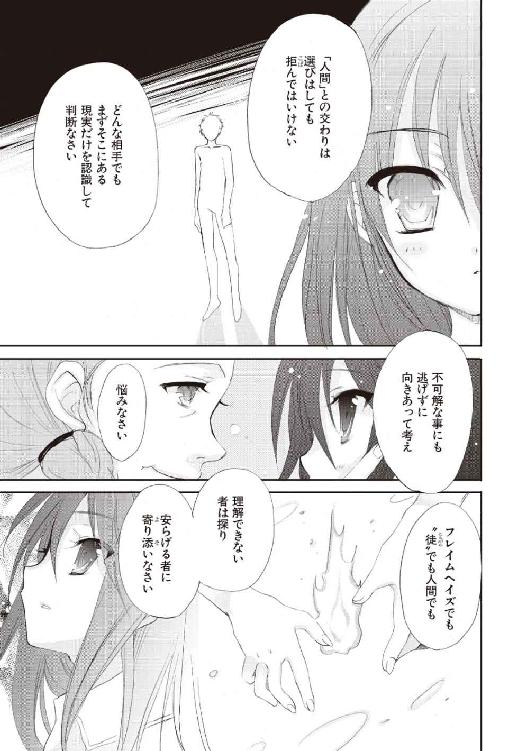 「人間」との交わりは
選びはしても
拒んではいけない
どんな相手でも
まずそこにある
現実だけを認識して
判断なさい
不可解な事にも
逃げずに
向きあって考え
悩みなさい
フレイムヘイズでも
〝徒〟でも人間でも
理解できない
者は探り
安らげる者に
寄り添いなさい